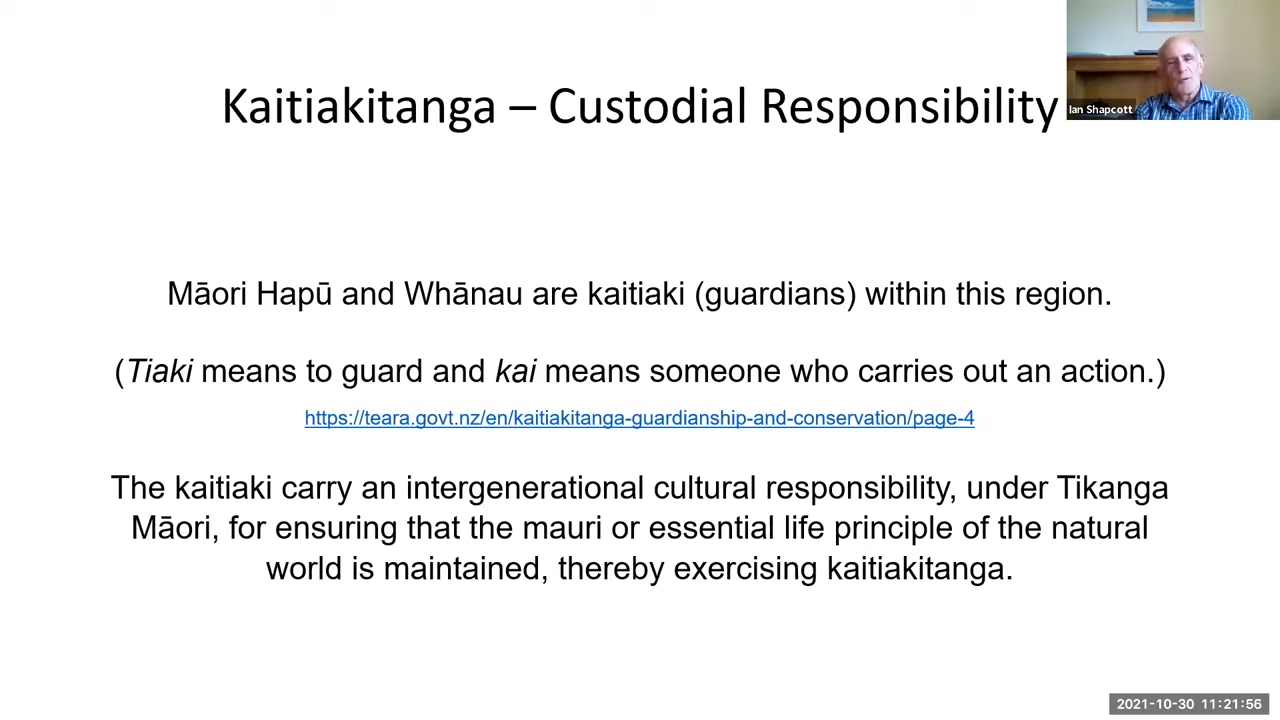 Kaitiakitanga – Custodial Responsibility
Ian Shapcott
Māori Hapū and Whānau are kaitiaki (guardians) within this region.
(Tiaki means to guard and kai means someone who carries out an action.)
https://teara.govt.nz/en/kaitiakitanga-guardianship-and-conservation/page-4
The kaitiaki carry an intergenerational cultural responsibility, under Tikanga
Māori, for ensuring that the mauri or essential life principle of the natural
world is maintained, thereby exercising kaitiakitanga.
2021-10-30 11:21:56